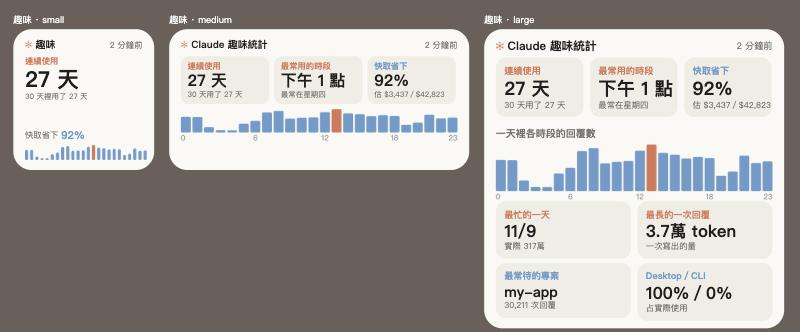 趣味 · small
✻ 趣味 2 分鐘前
連續使用
27 天
30 天裡用了 27 天
快取省下 92%
趣味 · medium
✻ Claude 趣味統計 2 分鐘前
連續使用
27 天
30 天用了 27 天
最常用的時段
下午 1 點
最常在星期四
快取省下
92%
估 $3,437 / $42,823
0 6 12 18 23
趣味 · large
✻ Claude 趣味統計 2 分鐘前
連續使用
27 天
30 天用了 27 天
最常用的時段
下午 1 點
最常在星期四
快取省下
92%
估 $3,437 / $42,823
一天裡各時段的回覆數
0 6 12 18 23
最忙的一天
11/9
實際 317萬
最長的一次回覆
3.7萬 token
一次寫出的量
最常待的專案
my-app
30,211 次回覆
Desktop / CLI
100% / 0%
占實際使用